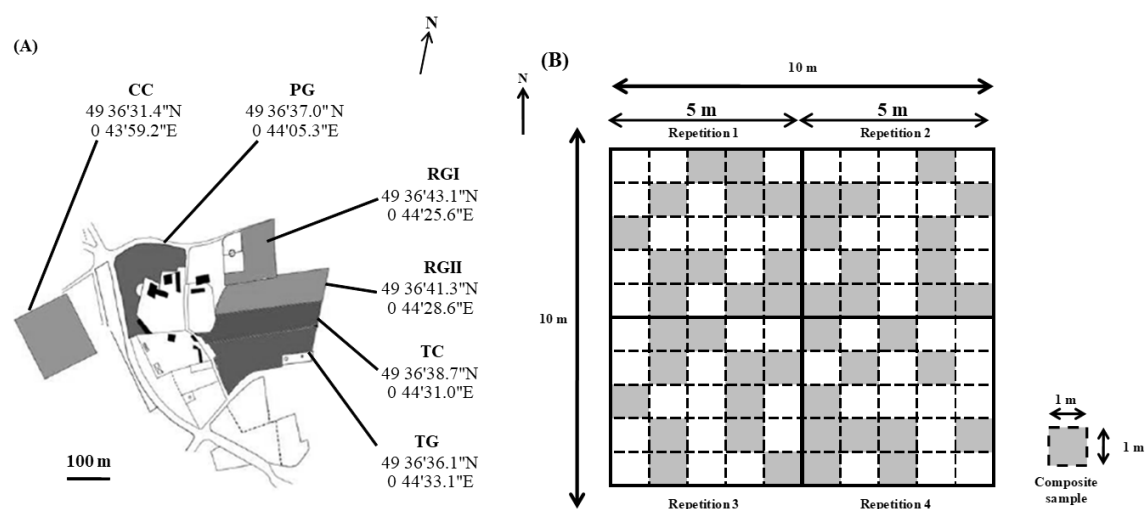 (A)
N
CC
49 36'31.4"N
0 43'59.2"E
PG
49 36'37.0" N
0 44'05.3"E
RGI
49 36'43.1"N
0 44'25.6"E
RGII
49 36'41.3"N
0 44'28.6"E
TC
49 36'38.7"N
0 44'31.0"E
TG
49 36'36.1"N
0 44'33.1"E
100 m
(B)
N
10 m
5 m
5 m
Repetition 1
Repetition 2
10 m
Repetition 3
Repetition 4
1 m
1 m
Composite
sample